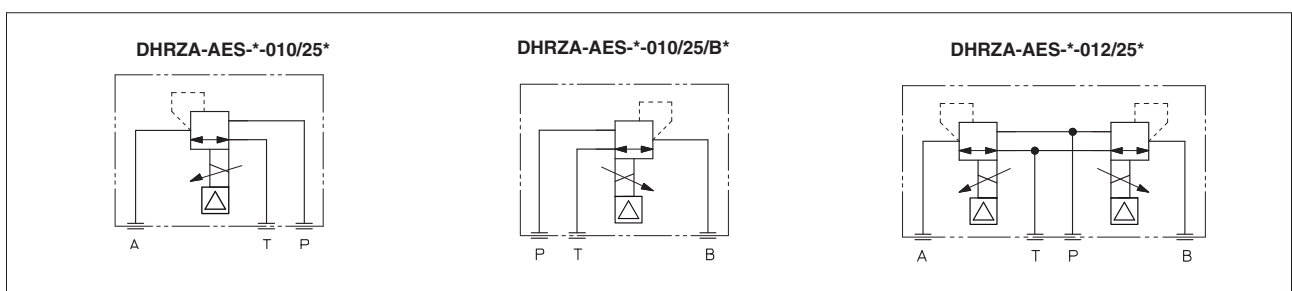 DHRZA-AES-*-010/25*
DHRZA-AES-*-010/25/B*
DHRZA-AES-*-012/25*
A T P
P T B
A T P B